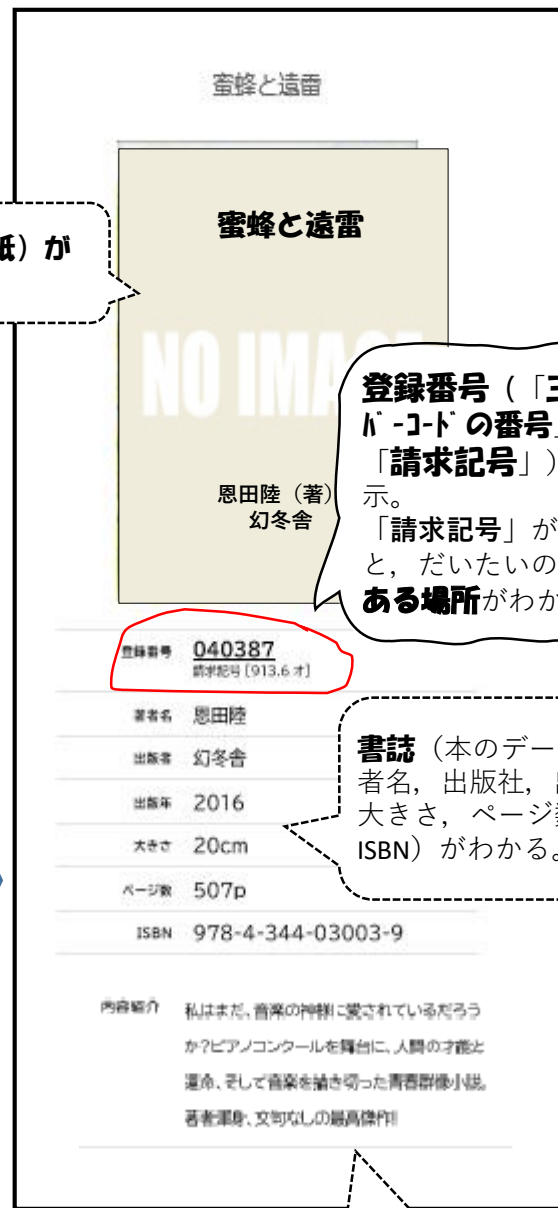 蜜蜂と遠雷
紙）が
蜜蜂と遠雷
NO IMA
恩田陸（著）
幻冬舎
登録番号（「三
ﾊﾞｰｺｰﾄﾞの番号」
「請求記号」）
示。
「請求記号」が
と，だいたいの
ある場所がわか
登録番号 040387
請求記号 [913.6 オ]
著者名 恩田陸
出版者 幻冬舎
出版年 2016
大きさ 20cm
ページ数 507p
ISBN 978-4-344-03003-9
書誌（本のデー
者名，出版社，
大きさ，ページ数
ISBN）がわかる。
内容紹介 私はまだ、音楽の神様に愛されているだろう
か?ピアノコンクールを舞台に、人間の才能と
運命、そして音楽を描き切った青春群像小説。
著者渾身、文句なしの最高傑作!!